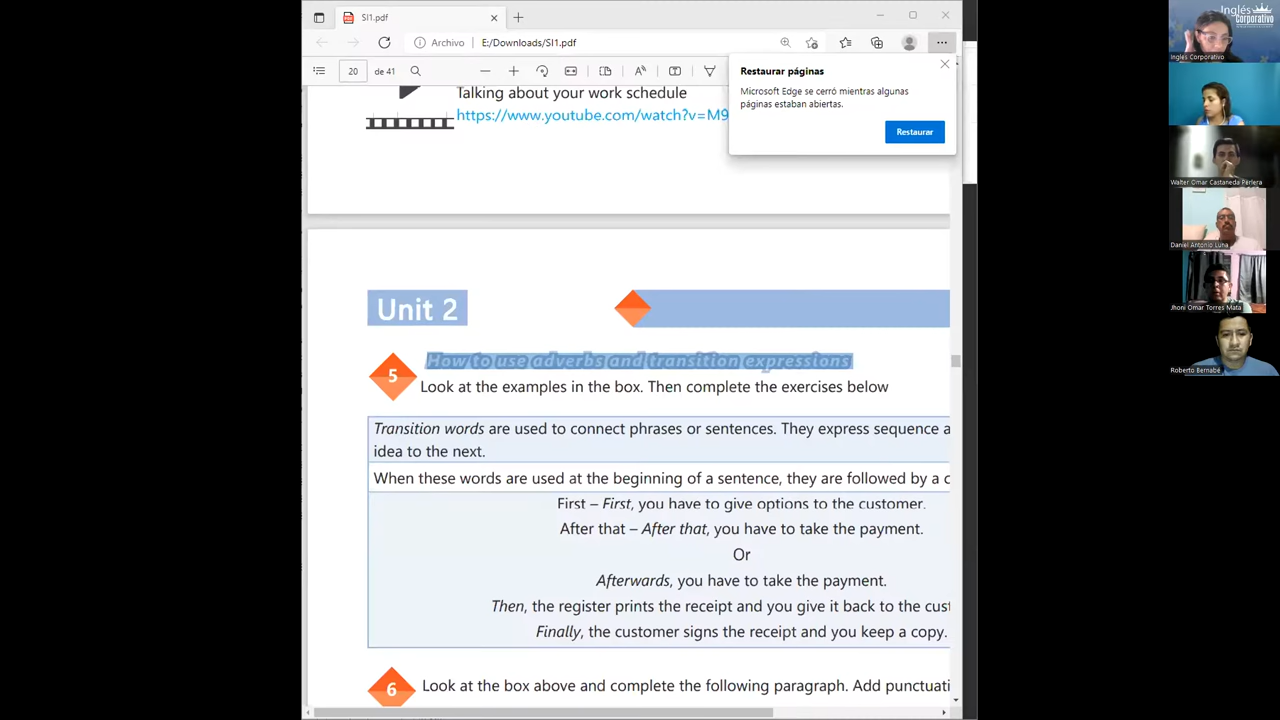 SI1.pdf
Archivo
E:/Downloads/SI1.pdf
20
de 41
Restaurar páginas
Microsoft Edge se cerró mientras algunas
páginas estaban abiertas.
Restaurar
Talking about your work schedule
https://www.youtube.com/watch?v=M9
Unit 2
5
How to use adverbs and transition expressions
Look at the examples in the box. Then complete the exercises below
Transition words are used to connect phrases or sentences. They express sequence a
idea to the next.
When these words are used at the beginning of a sentence, they are followed by a c
First – First, you have to give options to the customer.
After that – After that, you have to take the payment.
Or
Afterwards, you have to take the payment.
Then, the register prints the receipt and you give it back to the cust
Finally, the customer signs the receipt and you keep a copy.
6
Look at the box above and complete the following paragraph. Add punctuati
Inglés
Corporativo
Inglés Corporativo
Walter Omar Castaneda Perlera
Daniel Antonio Luna
Jhoni Omar Torres Mata
Roberto Bernabé